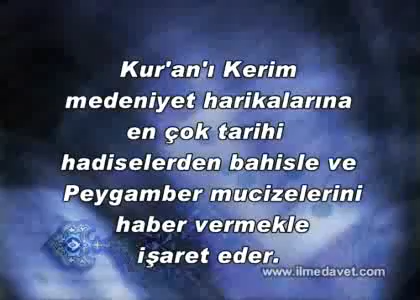 Kur'an'ı Kerim
medeniyet harikalarına
en çok tarihi
hadiselerden bahisle ve
Peygamber mucizelerini
haber vermekle
işaret eder.
www.ilmedavet.com